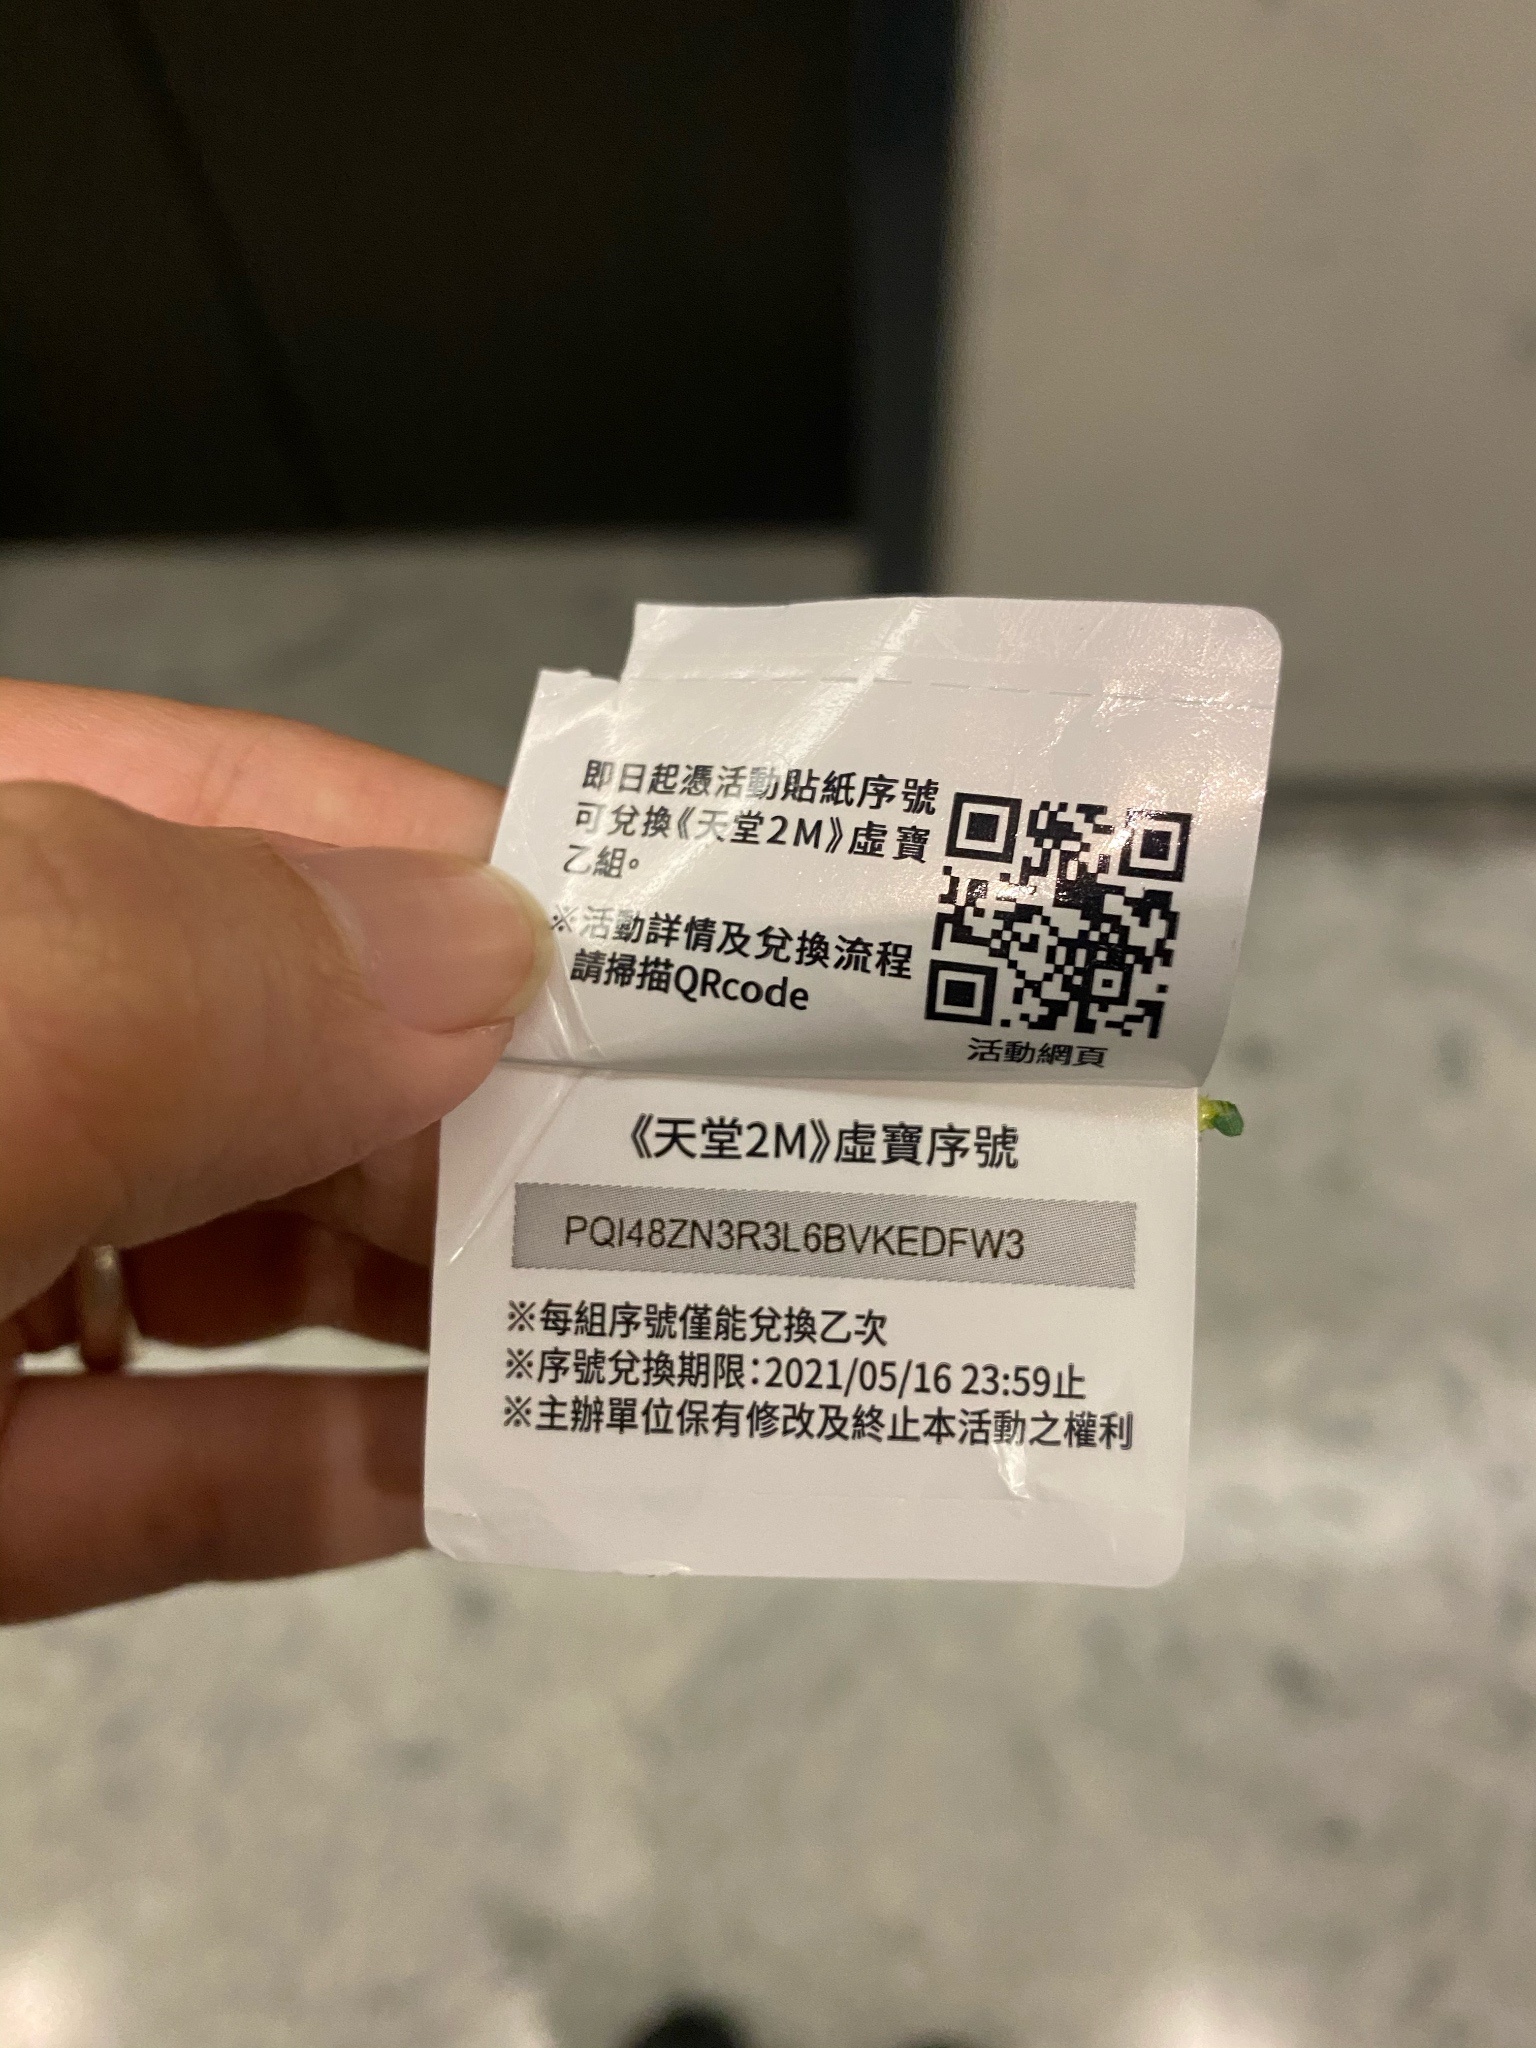 即日起憑活動貼紙序號
可兌換《天堂2M》虛寶
乙組。
※活動詳情及兌換流程
請掃描QRcode
活動網頁
《天堂2M》虛寶序號
PQI48ZN3R3L6BVKEDFW3
※每組序號僅能兌換乙次
※序號兌換期限：2021/05/16 23:59止
※主辦單位保有修改及終止本活動之權利